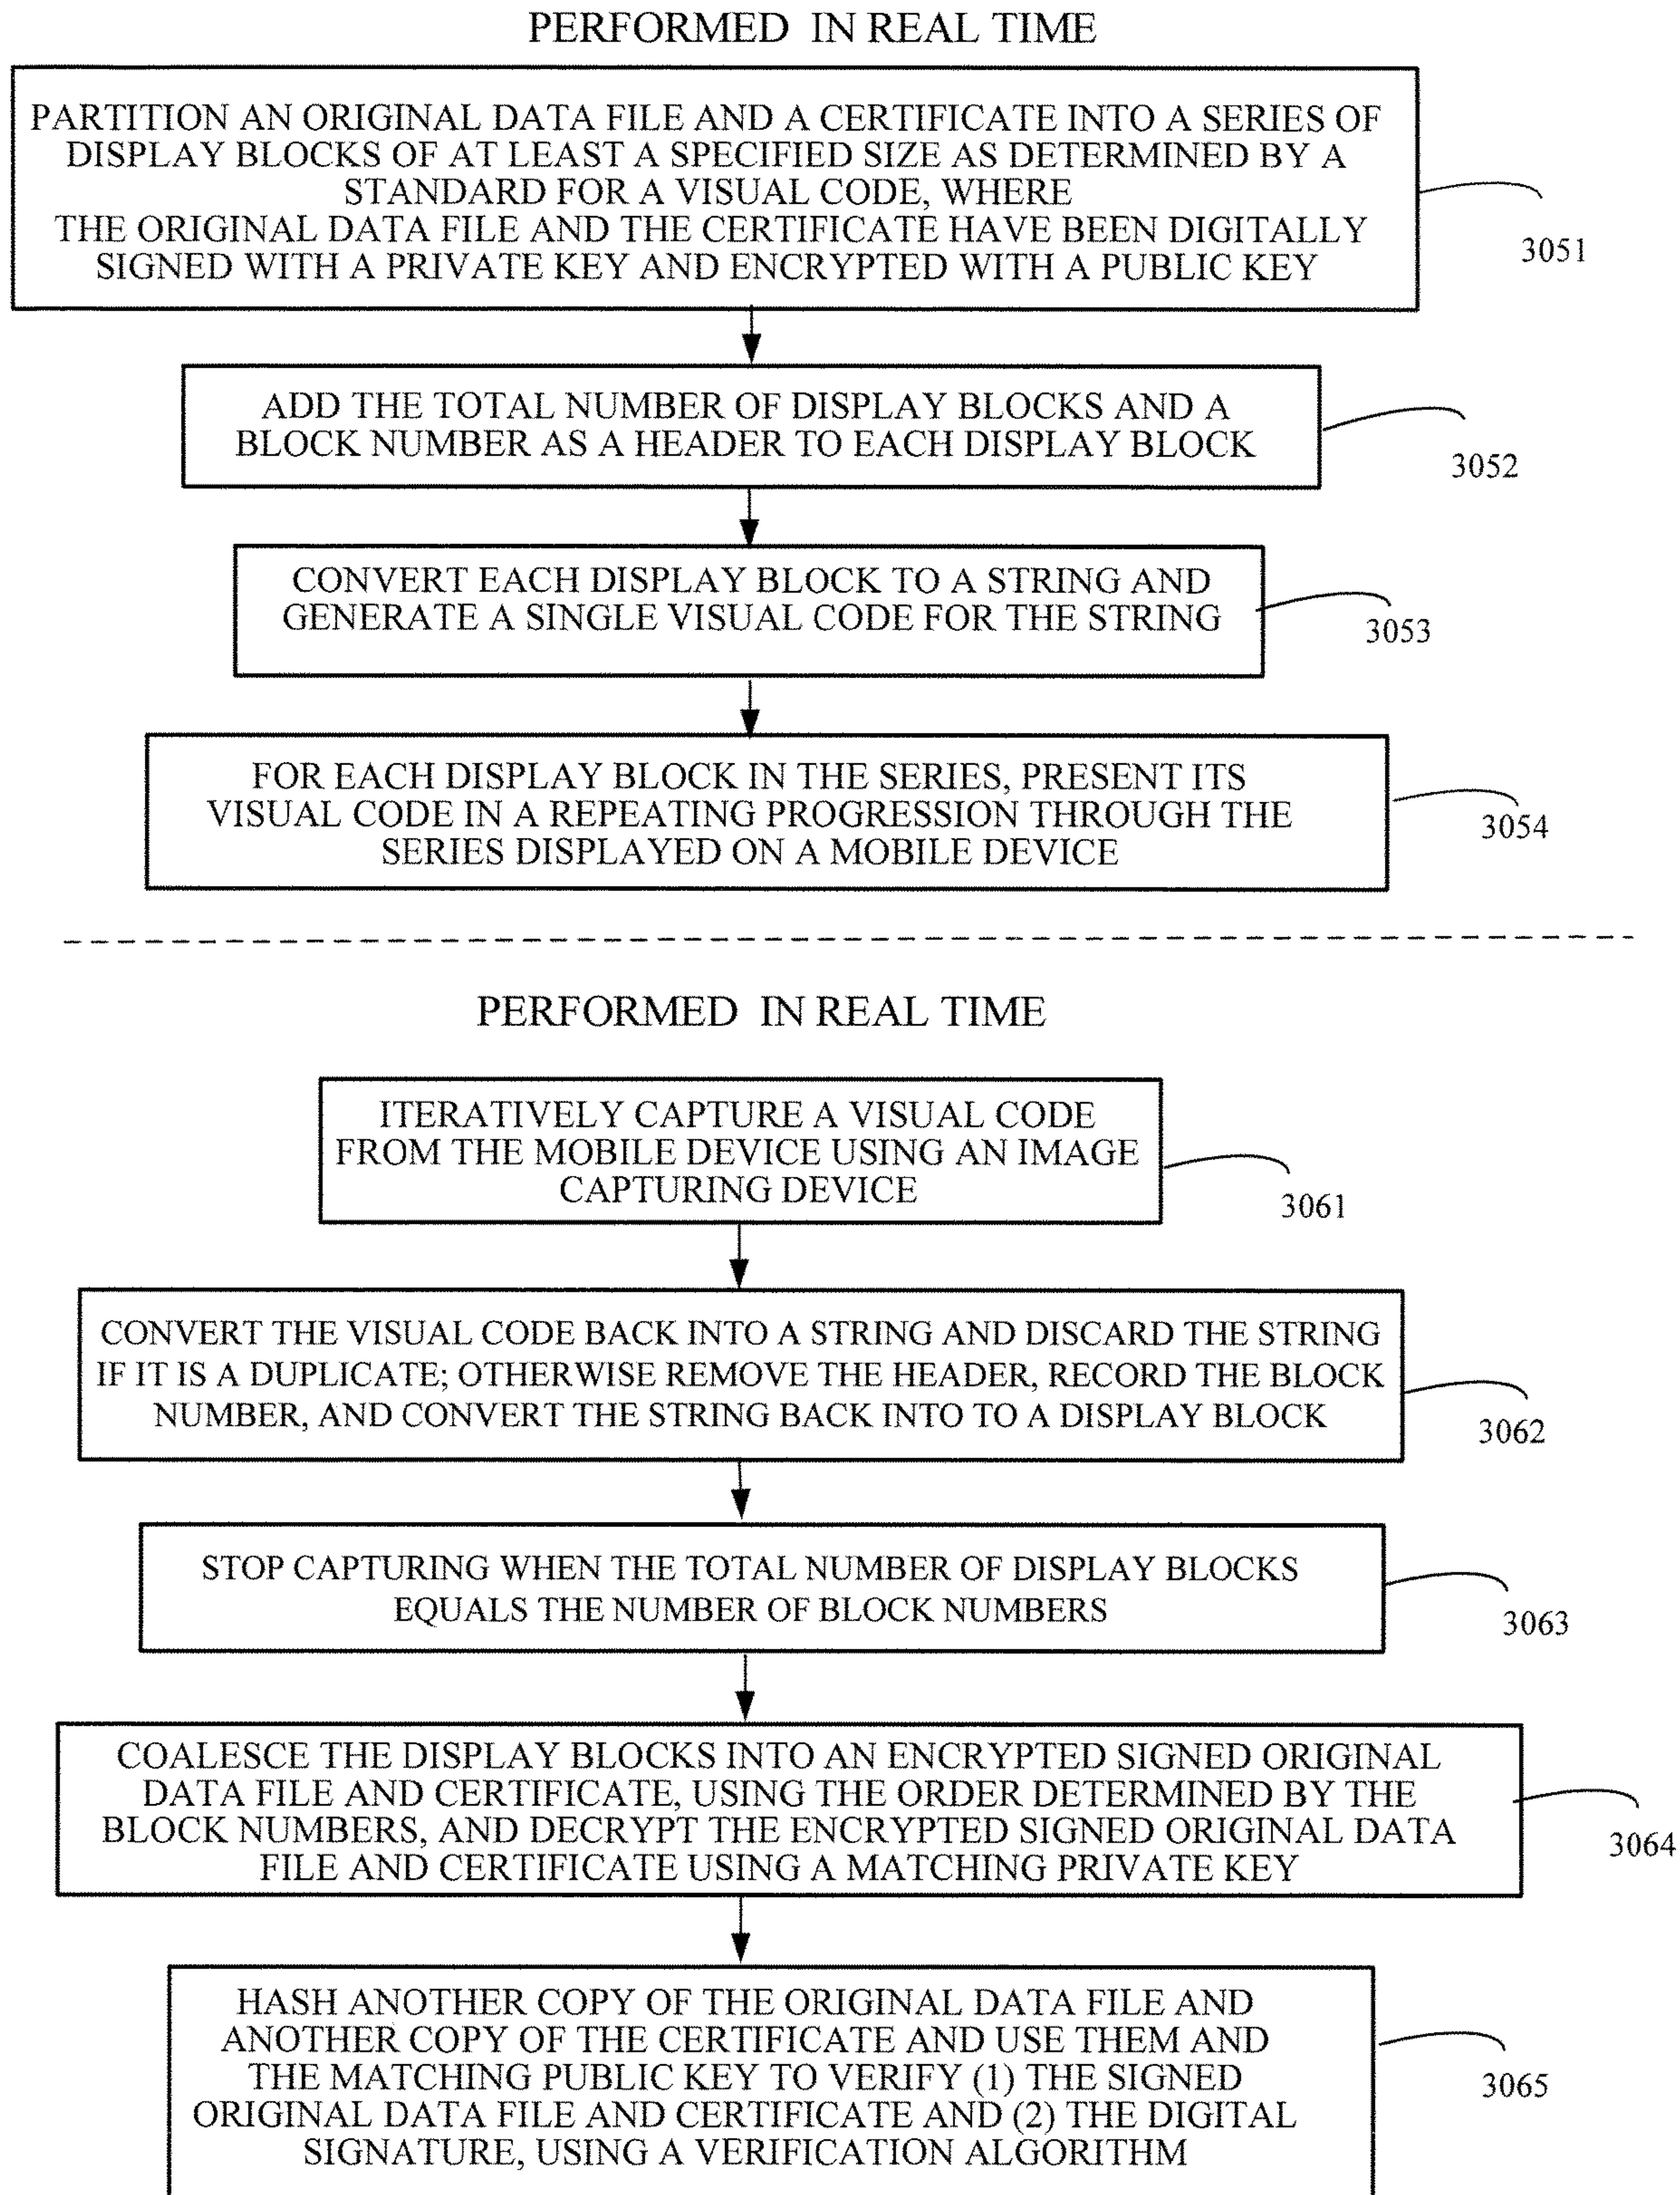 PERFORMED IN REAL TIME
PARTITION AN ORIGINAL DATA FILE AND A CERTIFICATE INTO A SERIES OF
DISPLAY BLOCKS OF AT LEAST A SPECIFIED SIZE AS DETERMINED BY A
STANDARD FOR A VISUAL CODE, WHERE
THE ORIGINAL DATA FILE AND THE CERTIFICATE HAVE BEEN DIGITALLY
SIGNED WITH A PRIVATE KEY AND ENCRYPTED WITH A PUBLIC KEY
3051
ADD THE TOTAL NUMBER OF DISPLAY BLOCKS AND A
BLOCK NUMBER AS A HEADER TO EACH DISPLAY BLOCK
3052
CONVERT EACH DISPLAY BLOCK TO A STRING AND
GENERATE A SINGLE VISUAL CODE FOR THE STRING
3053
FOR EACH DISPLAY BLOCK IN THE SERIES, PRESENT ITS
VISUAL CODE IN A REPEATING PROGRESSION THROUGH THE
SERIES DISPLAYED ON A MOBILE DEVICE
3054
PERFORMED IN REAL TIME
ITERATIVELY CAPTURE A VISUAL CODE
FROM THE MOBILE DEVICE USING AN IMAGE
CAPTURING DEVICE
3061
CONVERT THE VISUAL CODE BACK INTO A STRING AND DISCARD THE STRING
IF IT IS A DUPLICATE; OTHERWISE REMOVE THE HEADER, RECORD THE BLOCK
NUMBER, AND CONVERT THE STRING BACK INTO TO A DISPLAY BLOCK
3062
STOP CAPTURING WHEN THE TOTAL NUMBER OF DISPLAY BLOCKS
EQUALS THE NUMBER OF BLOCK NUMBERS
3063
COALESCE THE DISPLAY BLOCKS INTO AN ENCRYPTED SIGNED ORIGINAL
DATA FILE AND CERTIFICATE, USING THE ORDER DETERMINED BY THE
BLOCK NUMBERS, AND DECRYPT THE ENCRYPTED SIGNED ORIGINAL DATA
FILE AND CERTIFICATE USING A MATCHING PRIVATE KEY
3064
HASH ANOTHER COPY OF THE ORIGINAL DATA FILE AND
ANOTHER COPY OF THE CERTIFICATE AND USE THEM AND
THE MATCHING PUBLIC KEY TO VERIFY (1) THE SIGNED
ORIGINAL DATA FILE AND CERTIFICATE AND (2) THE DIGITAL
SIGNATURE, USING A VERIFICATION ALGORITHM
3065